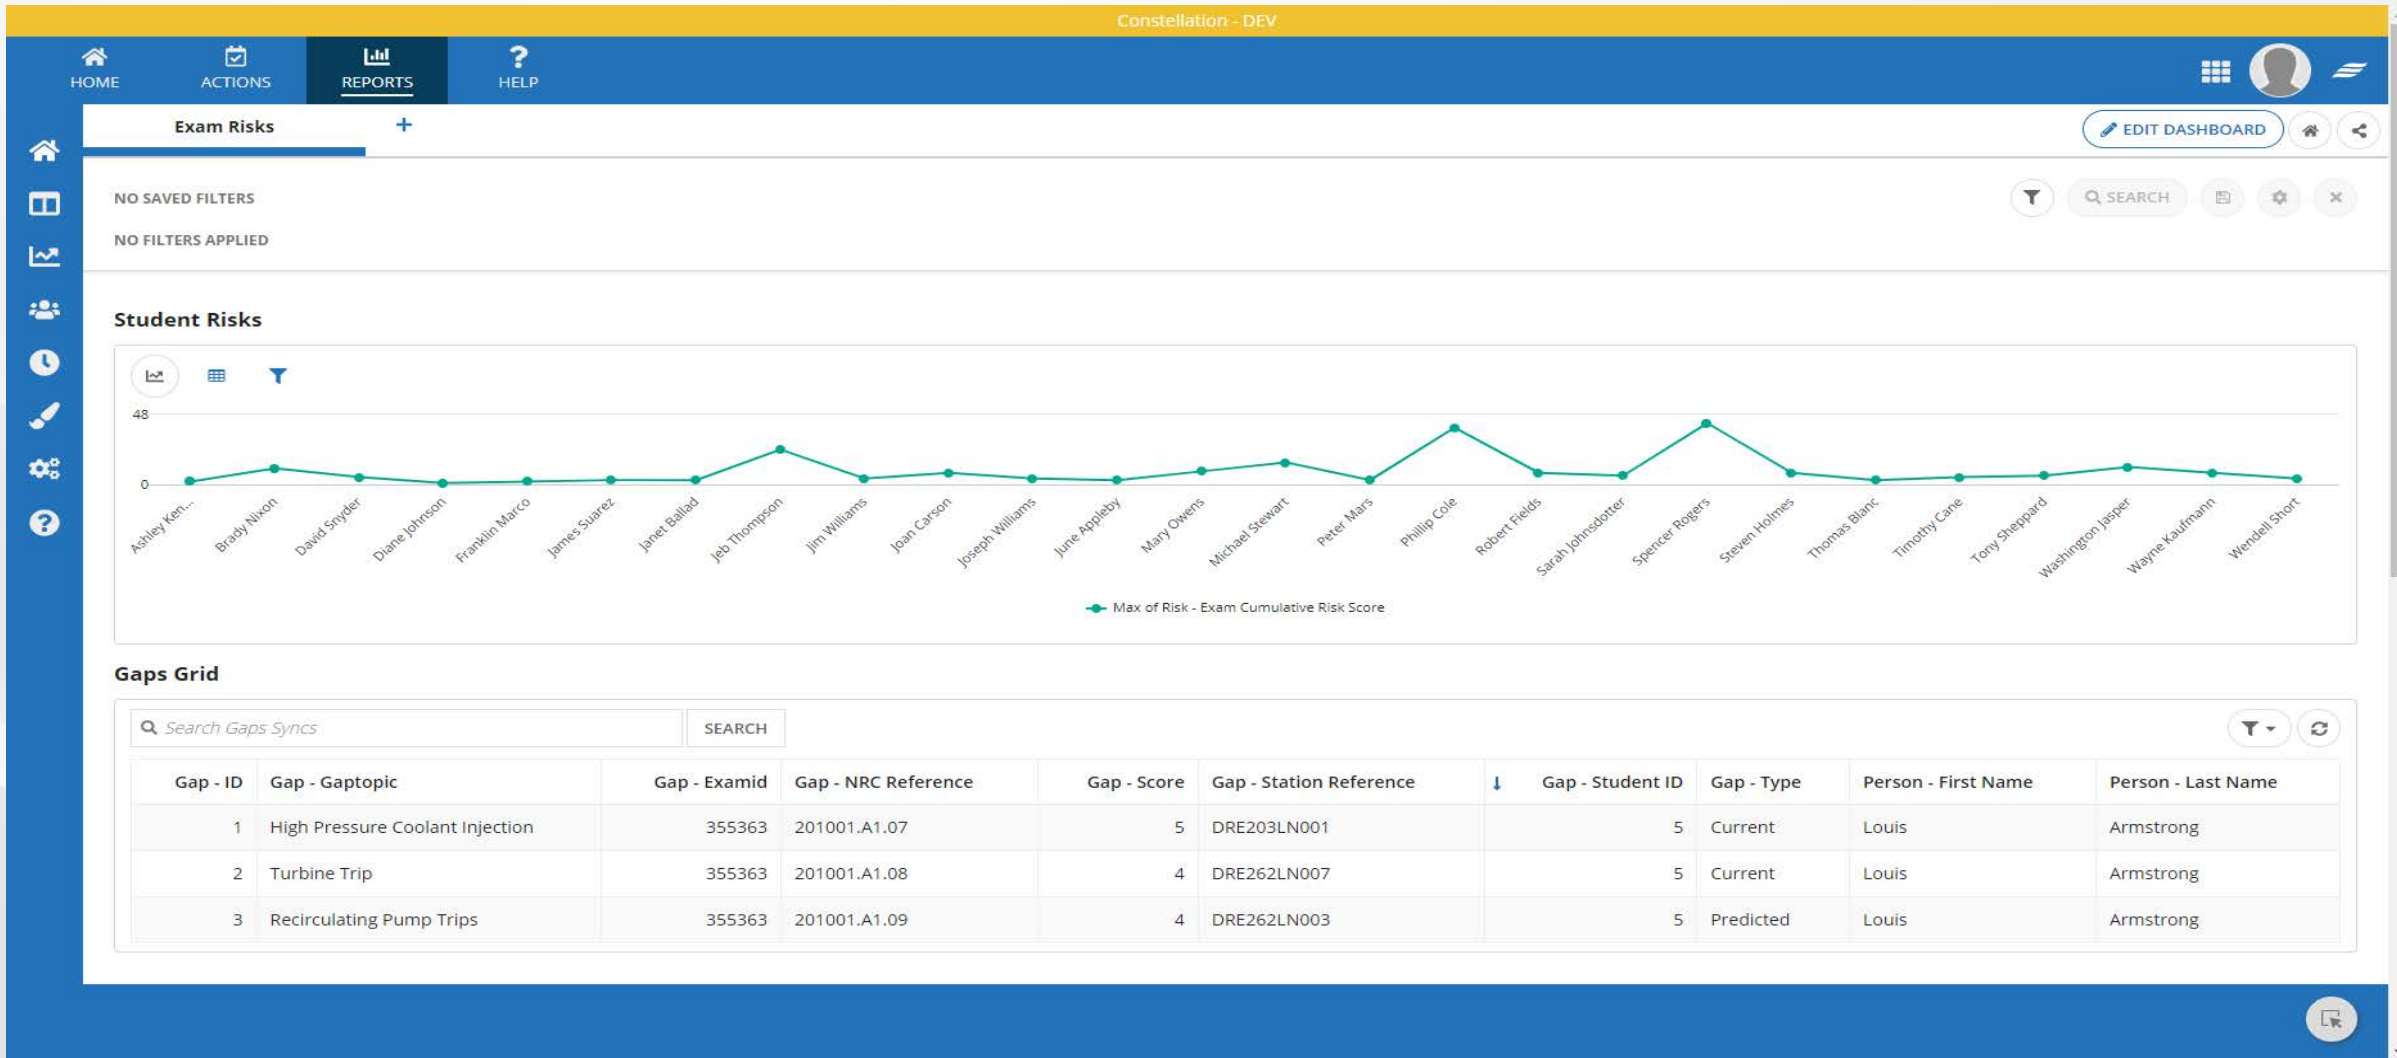 Constellation - DEV
HOME ACTIONS REPORTS HELP
Exam Risks + EDIT DASHBOARD
NO SAVED FILTERS SEARCH
NO FILTERS APPLIED
Student Risks
48
0
Ashley Ken... Brady Nixon David Snyder Diane Johnson Franklin Marco James Suarez Janet Ballad Jeb Thompson Jim Williams Joan Carson Joseph Williams June Appleby Mary Owens Michael Stewart Peter Mars Phillip Cole Robert Fields Sarah Johnsdotter Spencer Rogers Steven Holmes Thomas Blanc Timothy Cane Tony Sheppard Washington Jasper Wayne Kaufmann Wendell Short
Max of Risk - Exam Cumulative Risk Score
Gaps Grid
Search Gaps Syncs SEARCH
Gap - ID Gap - Gaptopic Gap - Examid Gap - NRC Reference Gap - Score Gap - Station Reference Gap - Student ID Gap - Type Person - First Name Person - Last Name
1 High Pressure Coolant Injection 355363 201001.A1.07 5 DRE203LN001 5 Current Louis Armstrong
2 Turbine Trip 355363 201001.A1.08 4 DRE262LN007 5 Current Louis Armstrong
3 Recirculating Pump Trips 355363 201001.A1.09 4 DRE262LN003 5 Predicted Louis Armstrong